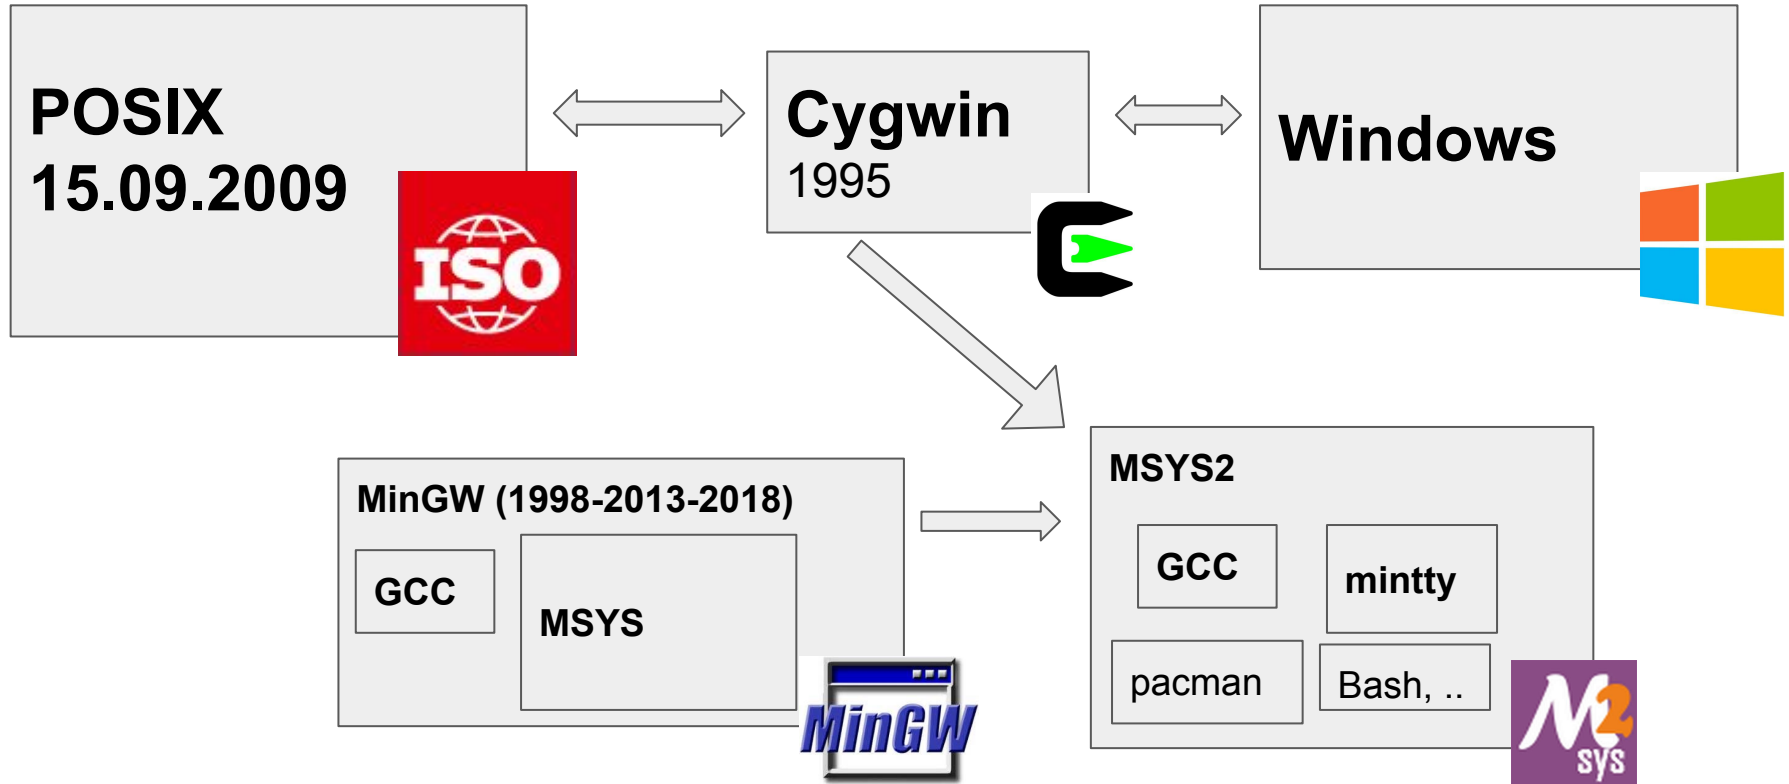 POSIX
15.09.2009
ISO
Cygwin
1995
Windows
MinGW (1998-2013-2018)
GCC
MSYS
MinGW
MSYS2
GCC
mintty
pacman
Bash, ..
M2
sys